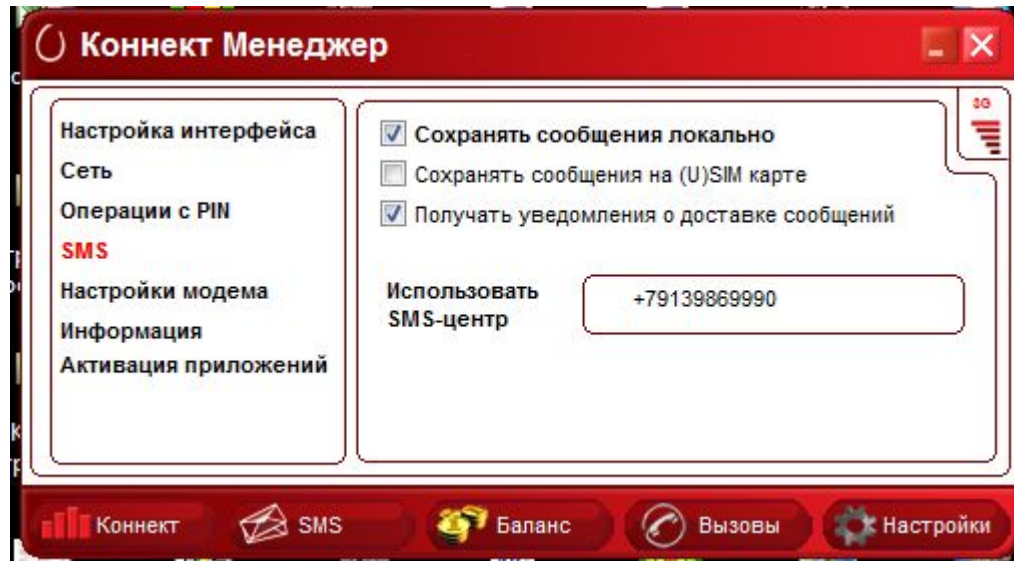 Коннект Менеджер
3G
Настройка интерфейса
Сеть
Операции с PIN
SMS
Настройки модема
Информация
Активация приложений
Сохранять сообщения локально
Сохранять сообщения на (U)SIM карте
Получать уведомления о доставке сообщений
Использовать
SMS-центр
+79139869990
Коннект
SMS
Баланс
Вызовы
Настройки